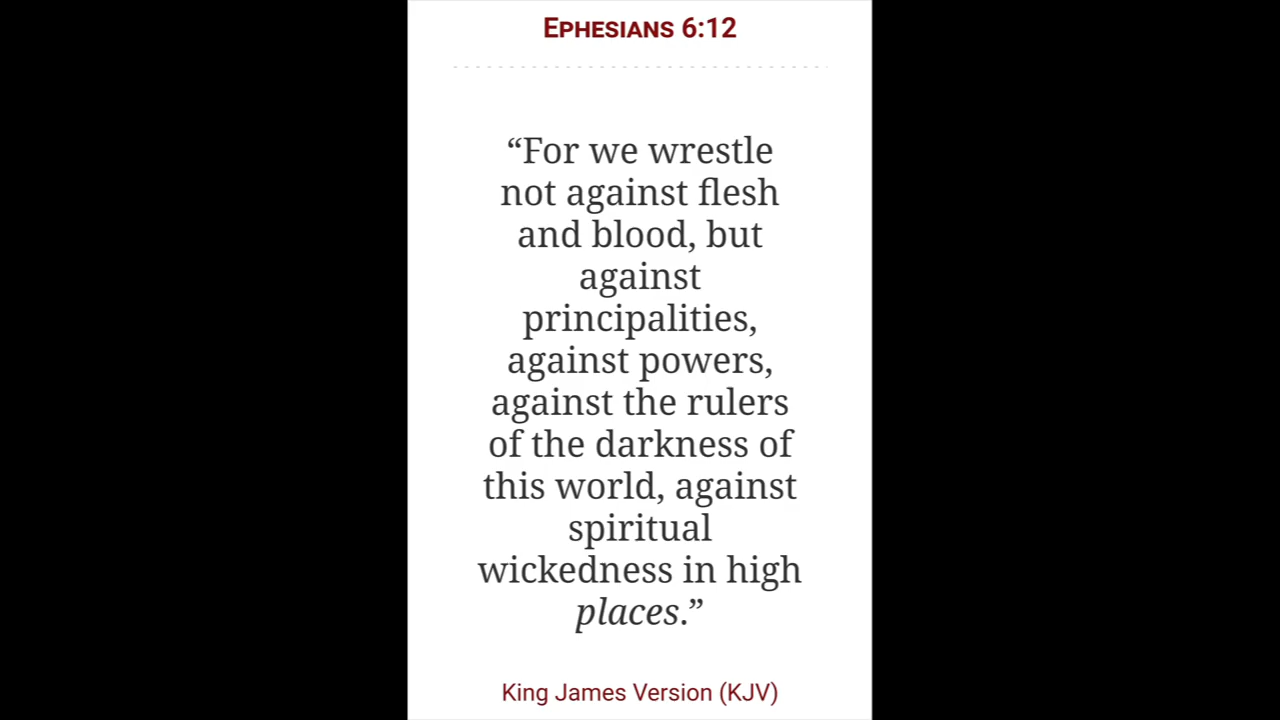 Ephesians 6:12
“For we wrestle
not against flesh
and blood, but
against
principalities,
against powers,
against the rulers
of the darkness of
this world, against
spiritual
wickedness in high
places.”
King James Version (KJV)